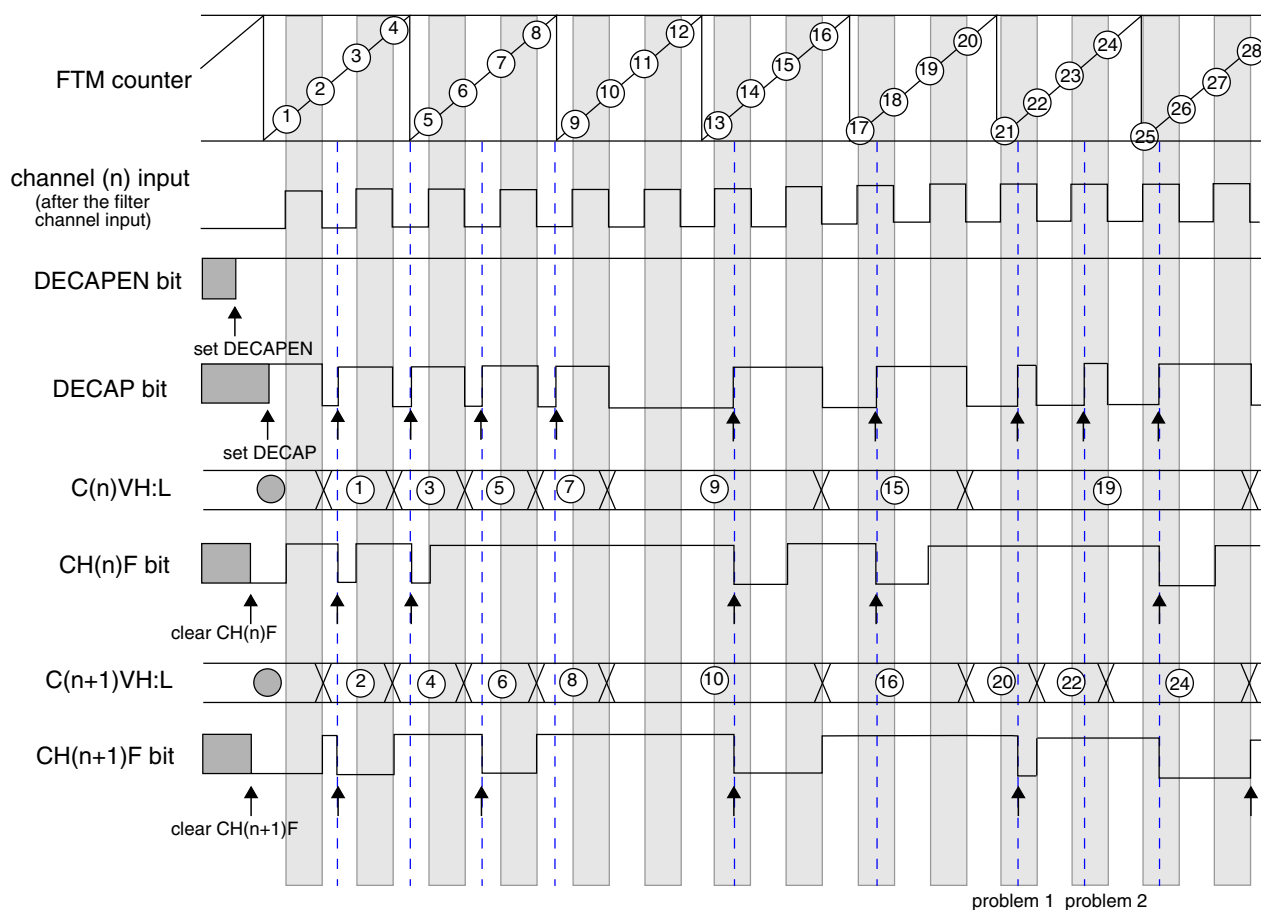 4 8 12 16 20 24 28
3 7 11 15 19 23 27
2 6 10 14 18 22 26
1 5 9 13 17 21 25
FTM counter
channel (n) input
(after the filter
channel input)
DECAPEN bit
set DECAPEN
DECAP bit
set DECAP
C(n)VH:L 1 3 5 7 9 15 19
CH(n)F bit
clear CH(n)F
C(n+1)VH:L 2 4 6 8 10 16 20 22 24
CH(n+1)F bit
clear CH(n+1)F
problem 1 problem 2